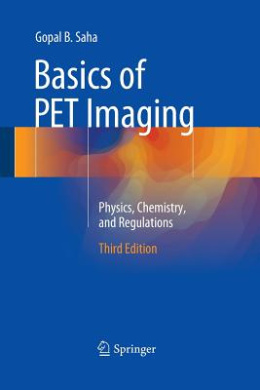 Gopal B. Saha
Basics of
PET Imaging
Physics, Chemistry,
and Regulations
Third Edition
Springer